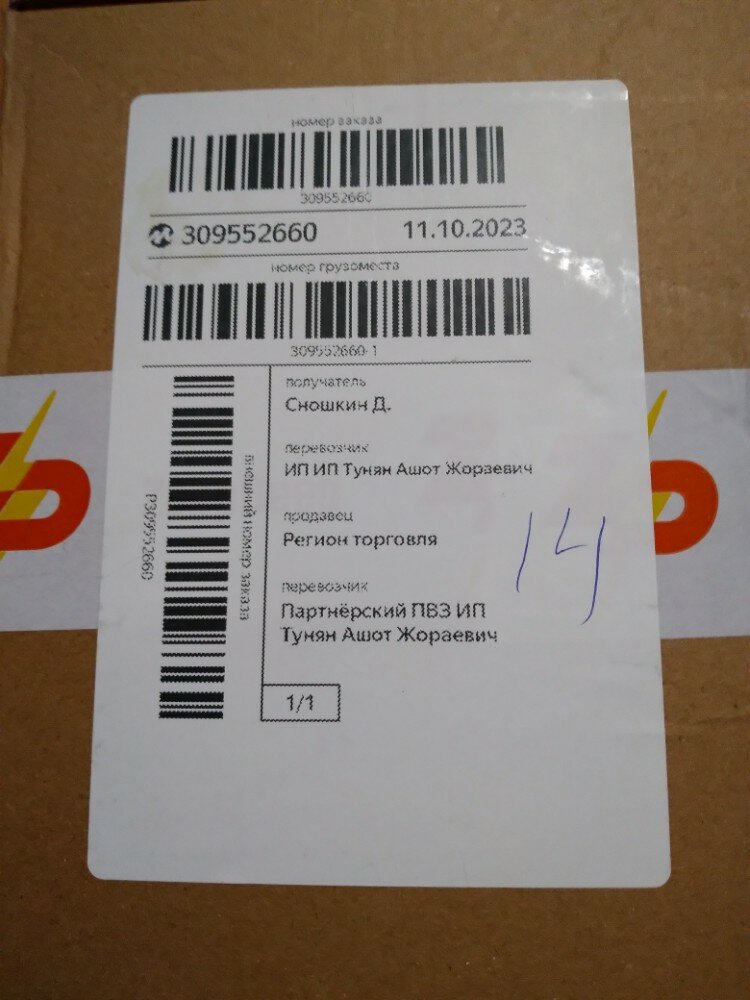 номер заказа
309552660
309552660 11.10.2023
номер грузоместа
309552660-1
получатель
Сношкин Д.
перевозчик
ИП ИП Тунян Ашот Жораевич
продавец
Регион торговля
перевозчик
Партнёрский ПВЗ ИП
Тунян Ашот Жораевич
1/1
внешний номер заказа
P309552660
14